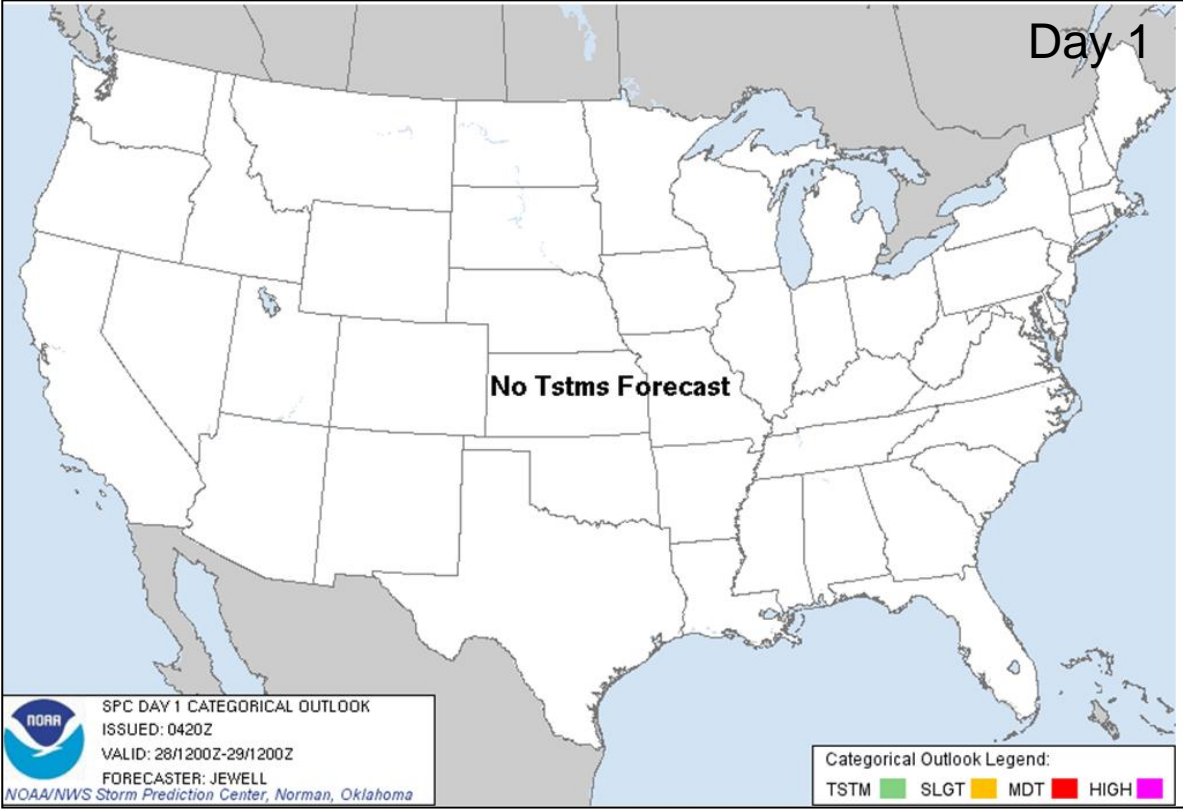 Day 1
No Tstms Forecast
NOAA
SPC DAY 1 CATEGORICAL OUTLOOK
ISSUED: 0420Z
VALID: 28/1200Z-29/1200Z
FORECASTER: JEWELL
NOAA/NWS Storm Prediction Center, Norman, Oklahoma
Categorical Outlook Legend:
TSTM SLGT MDT HIGH